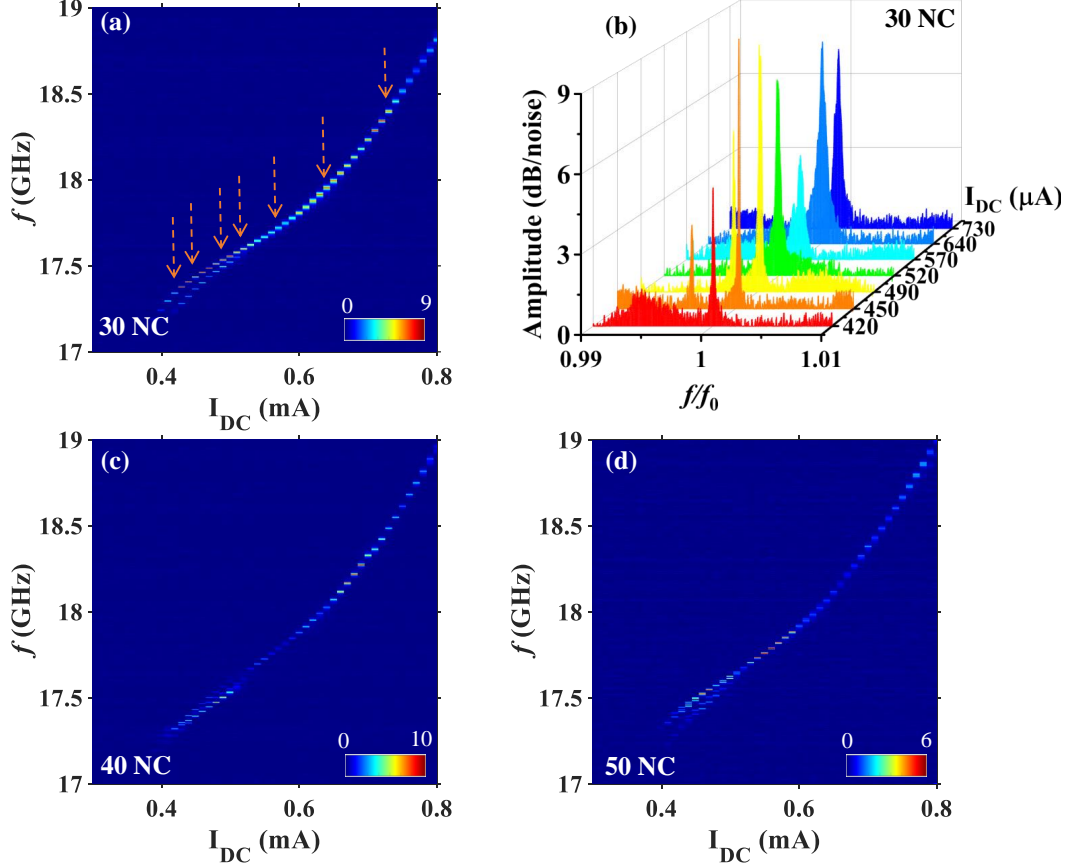 (a)
19
18.5
18
17.5
17
f (GHz)
0 9
30 NC
0.4 0.6 0.8
I_DC (mA)
(b)
30 NC
9
6
3
0
Amplitude (dB/noise)
I_DC (μA)
730
640
570
520
490
450
420
0.99 1 1.01
f/f_0
(c)
19
18.5
18
17.5
17
f (GHz)
0 10
40 NC
0.4 0.6 0.8
I_DC (mA)
(d)
19
18.5
18
17.5
17
f (GHz)
0 6
50 NC
0.4 0.6 0.8
I_DC (mA)